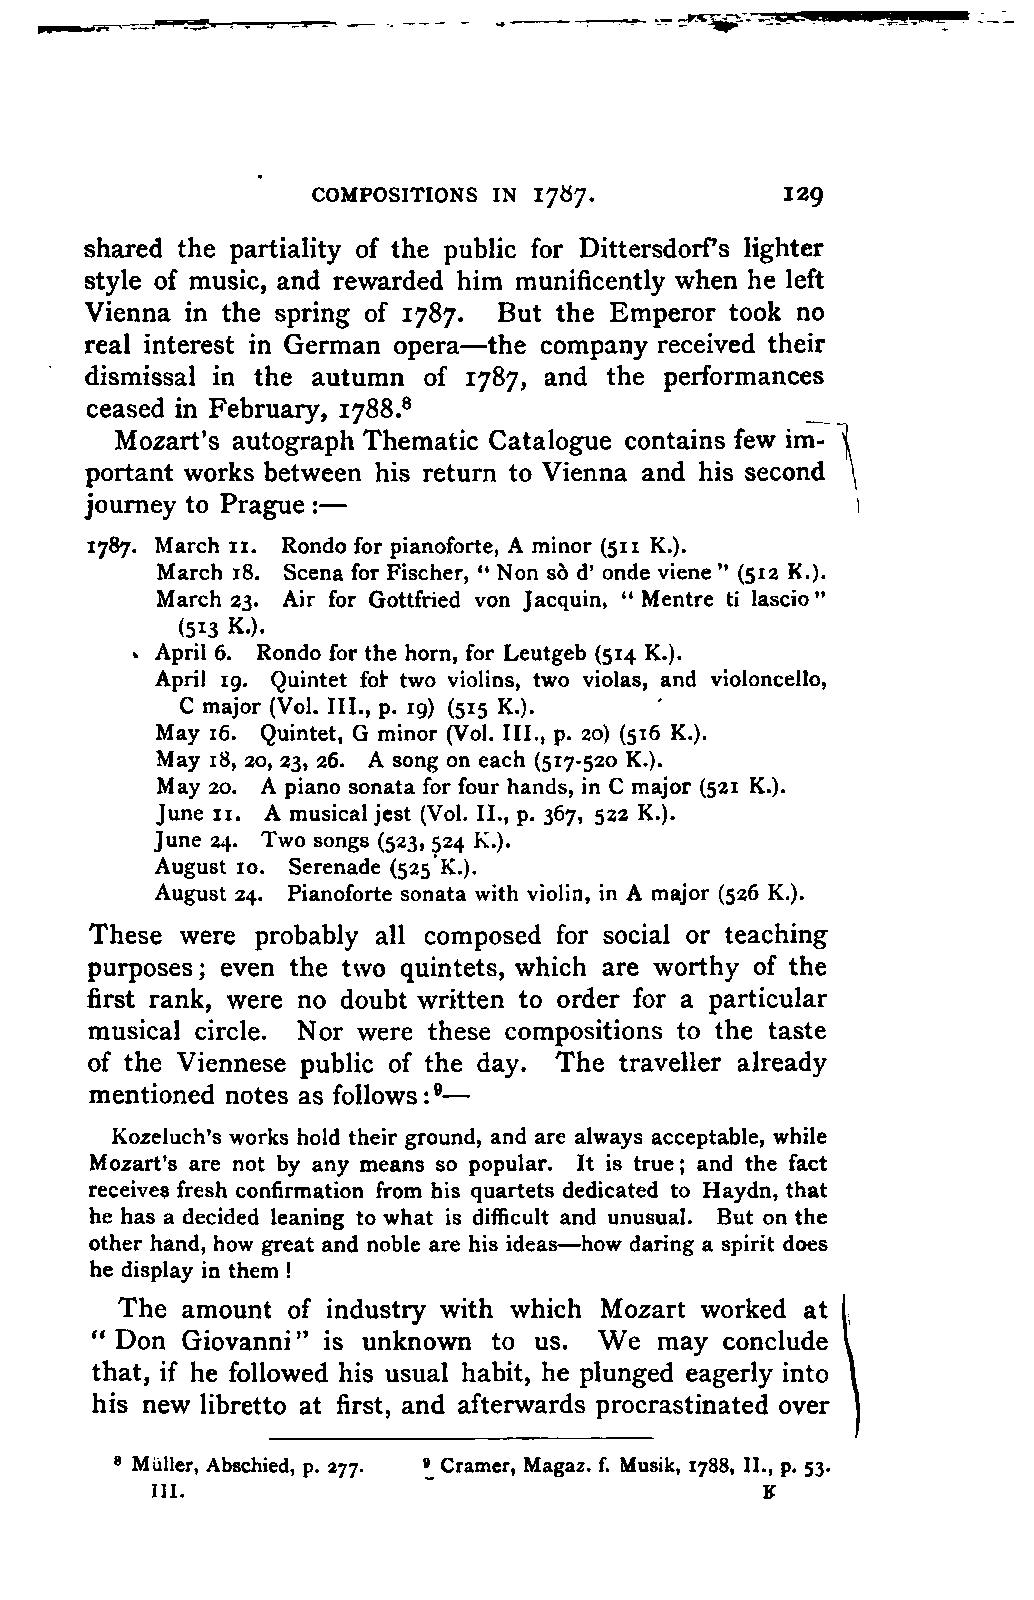 COMPOSITIONS IN 1787. 129
shared the partiality of the public for Dittersdorf's lighter
style of music, and rewarded him munificently when he left
Vienna in the spring of 1787. But the Emperor took no
real interest in German opera—the company received their
dismissal in the autumn of 1787, and the performances
ceased in February, 1788.⁸
Mozart's autograph Thematic Catalogue contains few im-
portant works between his return to Vienna and his second
journey to Prague :—
1787. March 11. Rondo for pianoforte, A minor (511 K.).
March 18. Scena for Fischer, “ Non sò d' onde viene ” (512 K.).
March 23. Air for Gottfried von Jacquin, “ Mentre ti lascio ”
(513 K.).
April 6. Rondo for the horn, for Leutgeb (514 K.).
April 19. Quintet for two violins, two violas, and violoncello,
C major (Vol. III., p. 19) (515 K.).
May 16. Quintet, G minor (Vol. III., p. 20) (516 K.).
May 18, 20, 23, 26. A song on each (517-520 K.).
May 20. A piano sonata for four hands, in C major (521 K.).
June 11. A musical jest (Vol. II., p. 367, 522 K.).
June 24. Two songs (523, 524 K.).
August 10. Serenade (525 K.).
August 24. Pianoforte sonata with violin, in A major (526 K.).
These were probably all composed for social or teaching
purposes ; even the two quintets, which are worthy of the
first rank, were no doubt written to order for a particular
musical circle. Nor were these compositions to the taste
of the Viennese public of the day. The traveller already
mentioned notes as follows :⁹—
Kozeluch's works hold their ground, and are always acceptable, while
Mozart's are not by any means so popular. It is true ; and the fact
receives fresh confirmation from his quartets dedicated to Haydn, that
he has a decided leaning to what is difficult and unusual. But on the
other hand, how great and noble are his ideas—how daring a spirit does
he display in them !
The amount of industry with which Mozart worked at
“ Don Giovanni ” is unknown to us. We may conclude
that, if he followed his usual habit, he plunged eagerly into
his new libretto at first, and afterwards procrastinated over
⁸ Müller, Abschied, p. 277. ⁹ Cramer, Magaz. f. Musik, 1788, II., p. 53.
III. K